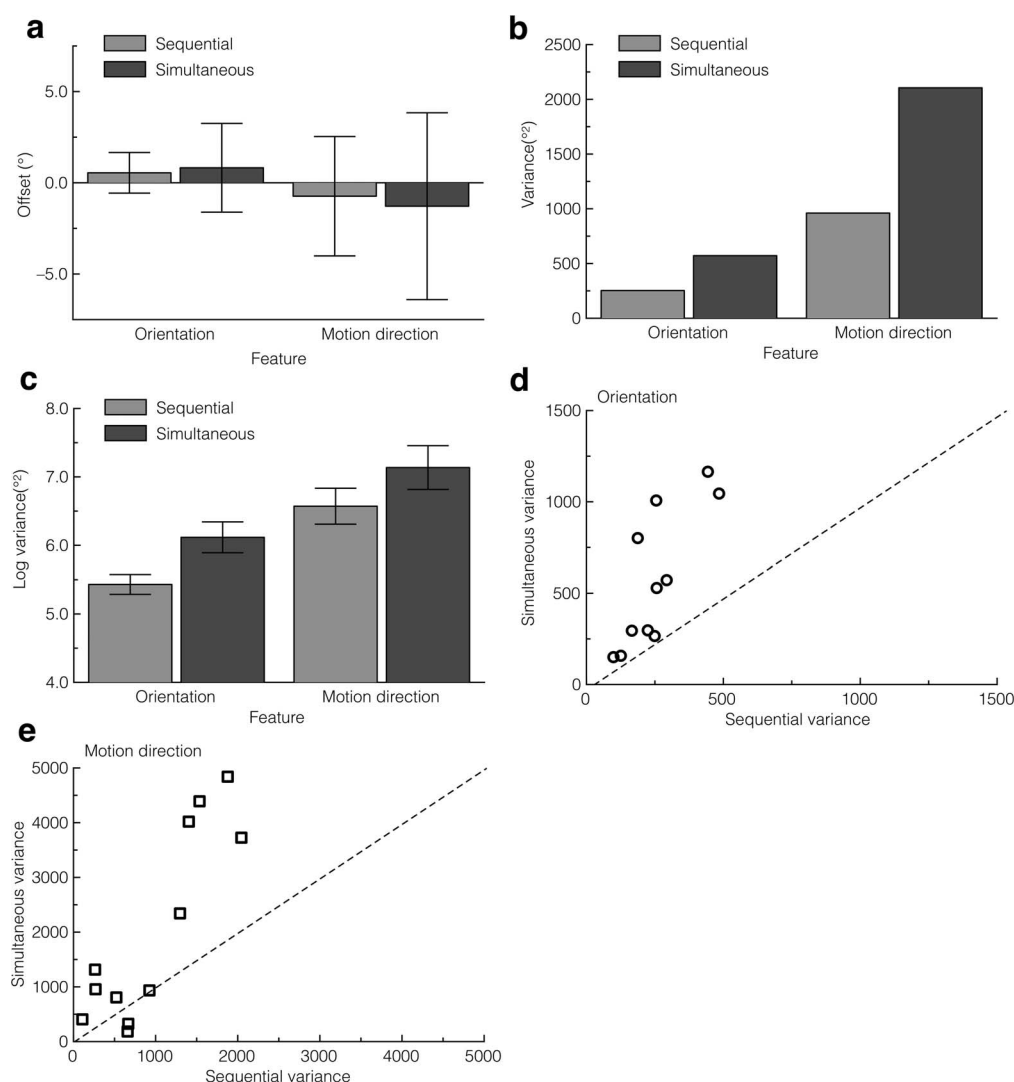 a
Sequential
Simultaneous
5.0
0.0
–5.0
Offset (°)
Orientation
Motion direction
Feature
b
Sequential
Simultaneous
2500
2000
1500
1000
500
0
Variance(°²)
Orientation
Motion direction
Feature
c
Sequential
Simultaneous
8.0
7.0
6.0
5.0
4.0
Log variance(°²)
Orientation
Motion direction
Feature
d
Orientation
1500
1000
500
0
Simultaneous variance
0
500
1000
1500
Sequential variance
e
Motion direction
5000
4000
3000
2000
1000
0
Simultaneous variance
0
1000
2000
3000
4000
5000
Sequential variance